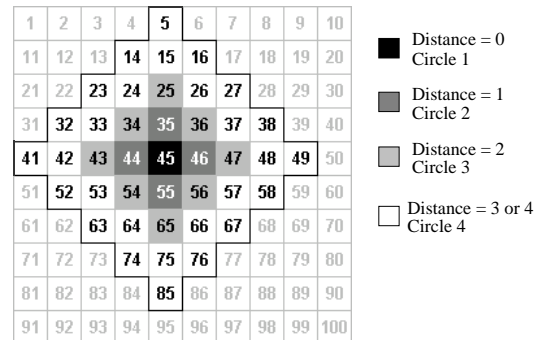 1 2 3 4 5 6 7 8 9 10
11 12 13 14 15 16 17 18 19 20
21 22 23 24 25 26 27 28 29 30
31 32 33 34 35 36 37 38 39 40
41 42 43 44 45 46 47 48 49 50
51 52 53 54 55 56 57 58 59 60
61 62 63 64 65 66 67 68 69 70
71 72 73 74 75 76 77 78 79 80
81 82 83 84 85 86 87 88 89 90
91 92 93 94 95 96 97 98 99 100
Distance = 0
Circle 1
Distance = 1
Circle 2
Distance = 2
Circle 3
Distance = 3 or 4
Circle 4